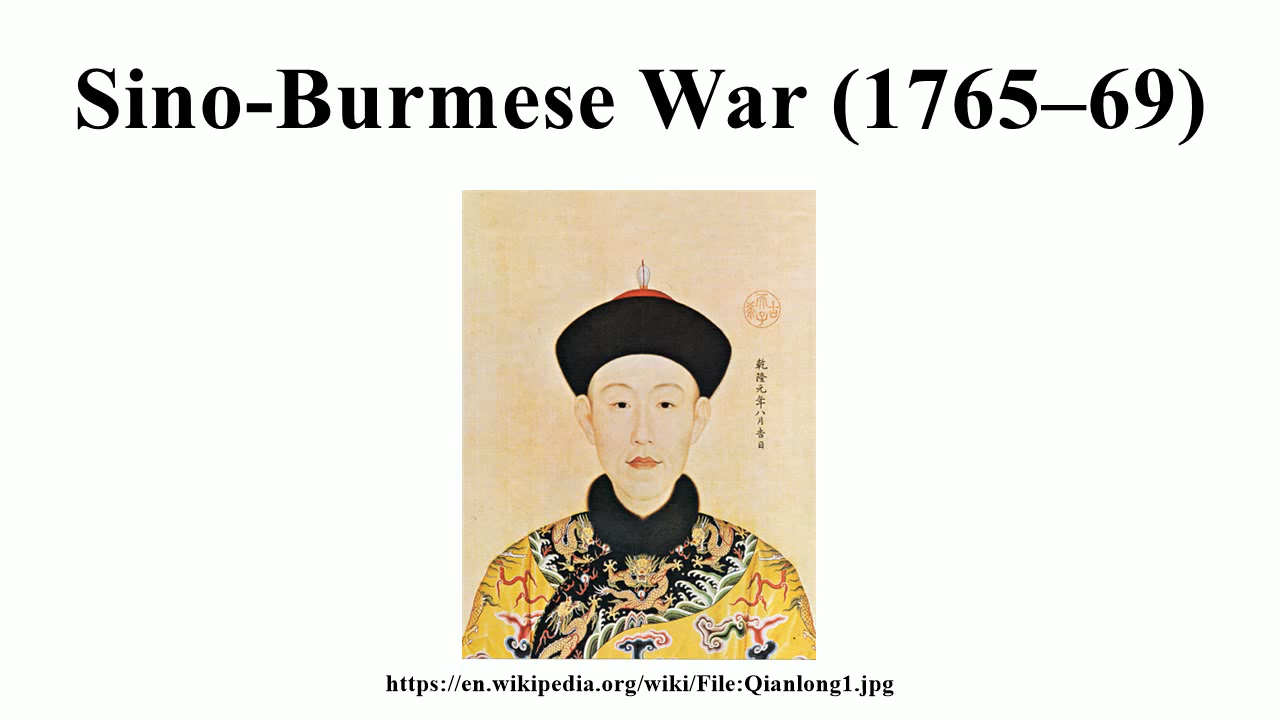 Sino-Burmese War (1765–69)
乾隆元年八月吉日
https://en.wikipedia.org/wiki/File:Qianlong1.jpg